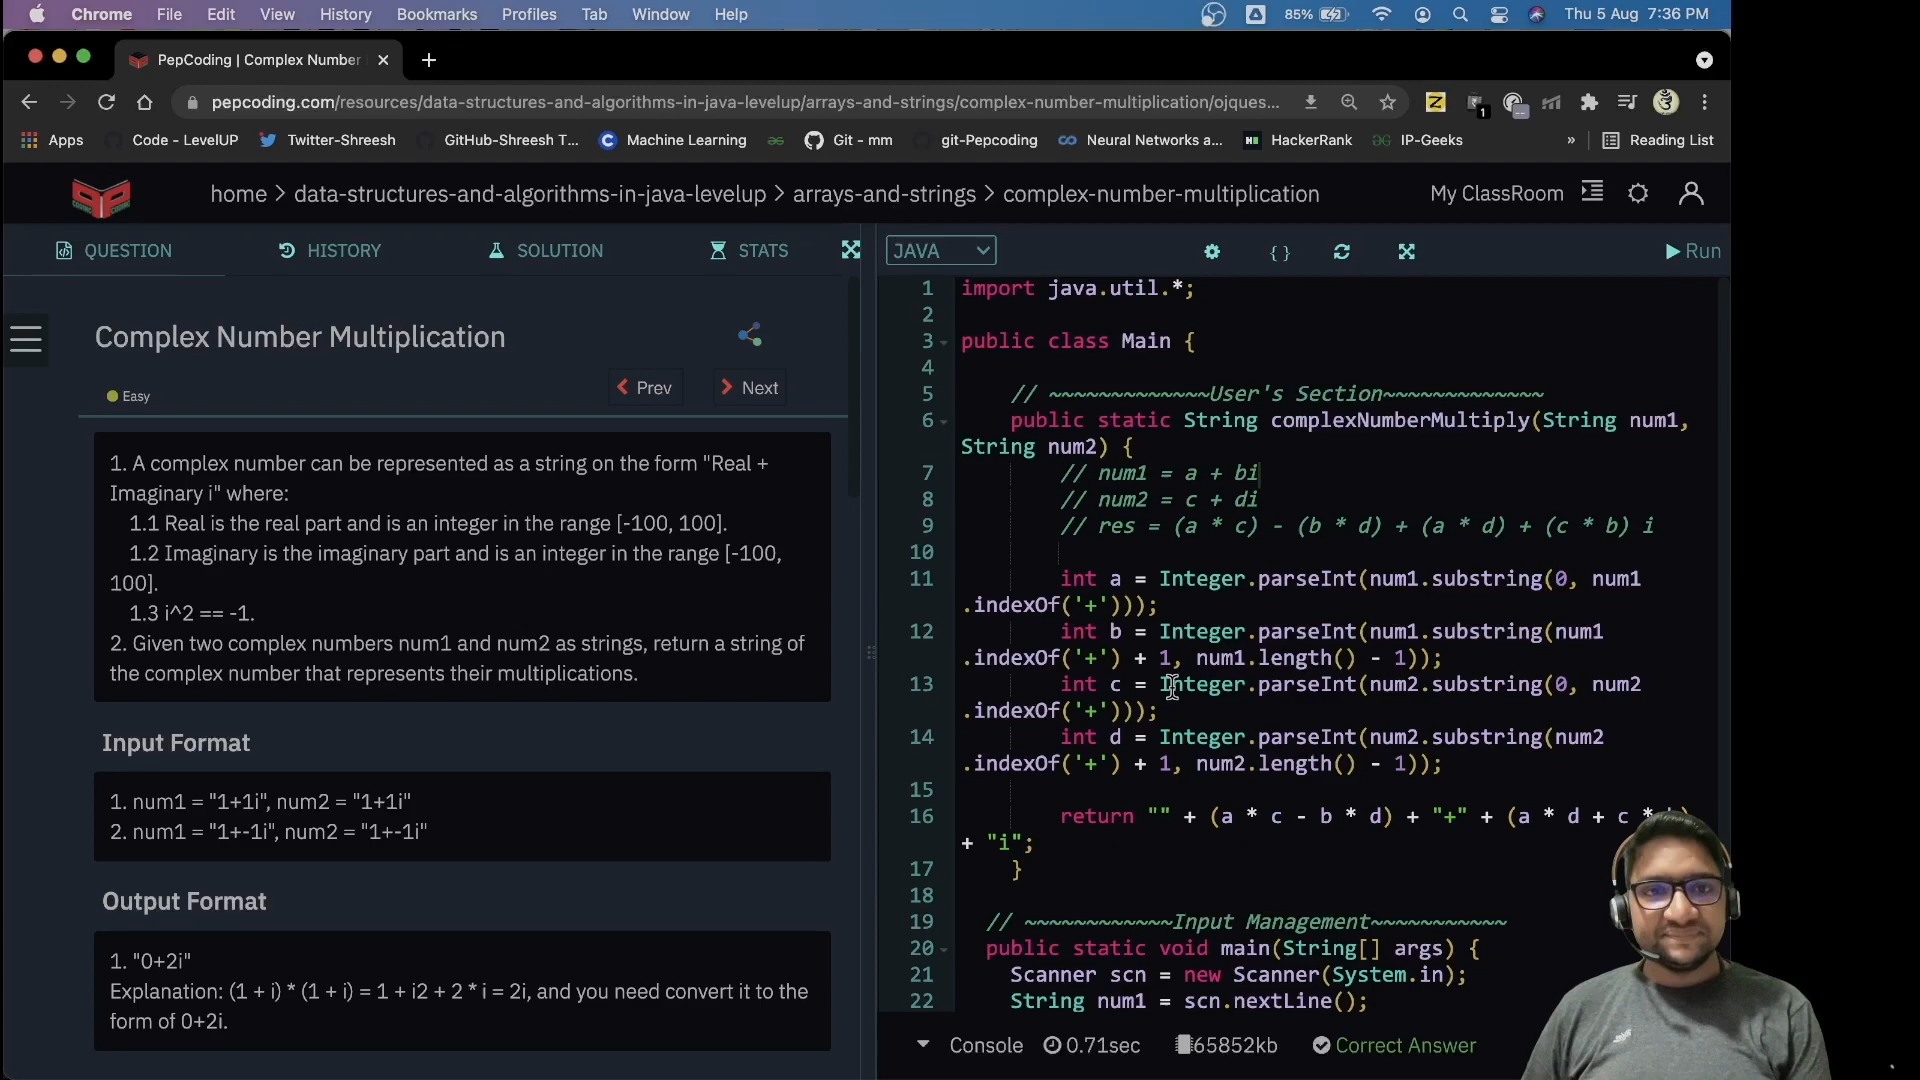 Chrome File Edit View History Bookmarks Profiles Tab Window Help 85% Thu 5 Aug 7:36 PM
PepCoding | Complex Number
pepcoding.com/resources/data-structures-and-algorithms-in-java-levelup/arrays-and-strings/complex-number-multiplication/ojques... 1
Apps Code - LevelUP Twitter-Shreesh GitHub-Shreesh T... Machine Learning Git - mm git-Pepcoding Neural Networks a... HackerRank IP-Geeks » Reading List
home > data-structures-and-algorithms-in-java-levelup > arrays-and-strings > complex-number-multiplication My ClassRoom
QUESTION HISTORY SOLUTION STATS
JAVA { } Run
Complex Number Multiplication
Easy
Prev Next
1. A complex number can be represented as a string on the form "Real +
Imaginary i" where:
1.1 Real is the real part and is an integer in the range [-100, 100].
1.2 Imaginary is the imaginary part and is an integer in the range [-100,
100].
1.3 i^2 == -1.
2. Given two complex numbers num1 and num2 as strings, return a string of
the complex number that represents their multiplications.
Input Format
1. num1 = "1+1i", num2 = "1+1i"
2. num1 = "1+-1i", num2 = "1+-1i"
Output Format
1. "0+2i"
Explanation: (1 + i) * (1 + i) = 1 + i2 + 2 * i = 2i, and you need convert it to the
form of 0+2i.
1 import java.util.*;
2
3 public class Main {
4
5 // ~~~~~~~~~~~~~User's Section~~~~~~~~~~~~~
6 public static String complexNumberMultiply(String num1,
String num2) {
7 // num1 = a + bi
8 // num2 = c + di
9 // res = (a * c) - (b * d) + (a * d) + (c * b) i
10
11 int a = Integer.parseInt(num1.substring(0, num1
.indexOf('+')));
12 int b = Integer.parseInt(num1.substring(num1
.indexOf('+') + 1, num1.length() - 1));
13 int c = Integer.parseInt(num2.substring(0, num2
.indexOf('+')));
14 int d = Integer.parseInt(num2.substring(num2
.indexOf('+') + 1, num2.length() - 1));
15
16 return "" + (a * c - b * d) + "+" + (a * d + c *
+ "i";
17 }
18
19 // ~~~~~~~~~~~~Input Management~~~~~~~~~~~
20 public static void main(String[] args) {
21 Scanner scn = new Scanner(System.in);
22 String num1 = scn.nextLine();
Console 0.71sec 65852kb Correct Answer